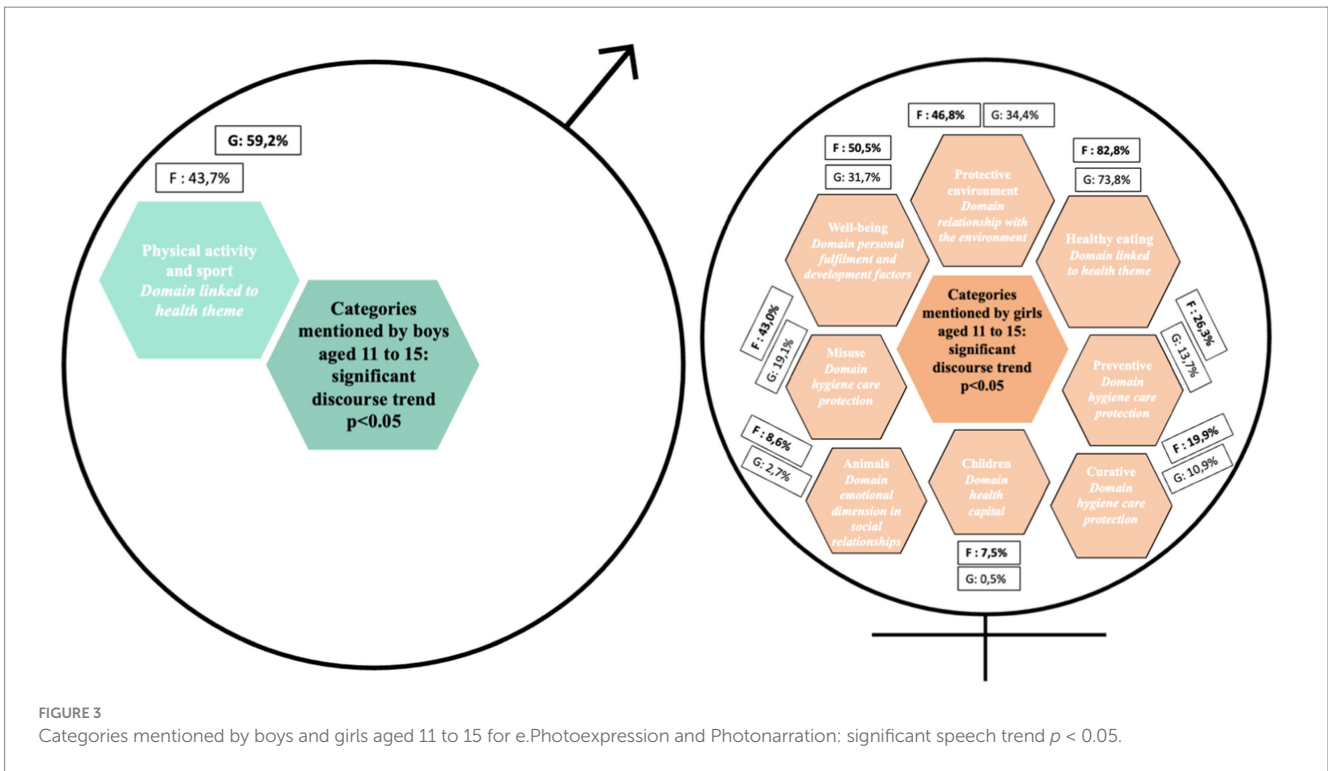 G: 59,2%
F : 43,7%
Physical activity
and sport
Domain linked to
health theme
Categories
mentioned by boys
aged 11 to 15:
significant
discourse trend
p<0.05
F : 46,8%
G: 34,4%
F : 50,5%
G: 31,7%
F : 82,8%
G: 73,8%
Protective
environment
Domain
relationship with
the environment
Well-being
Domain personal
fulfilment and
development factors
Healthy eating
Domain linked
to health theme
Categories
mentioned by girls
aged 11 to 15:
significant
discourse trend
p<0.05
F : 43,0%
G: 19,1%
Misuse
Domain
hygiene care
protection
F : 26,3%
G: 13,7%
Preventive
Domain
hygiene care
protection
F : 8,6%
G: 2,7%
Animals
Domain
emotional
dimension in
social
relationships
Children
Domain
health
capital
F : 7,5%
G: 0,5%
F : 19,9%
G: 10,9%
Curative
Domain
hygiene care
protection
FIGURE 3
Categories mentioned by boys and girls aged 11 to 15 for e.Photoexpression and Photonarration: significant speech trend p < 0.05.